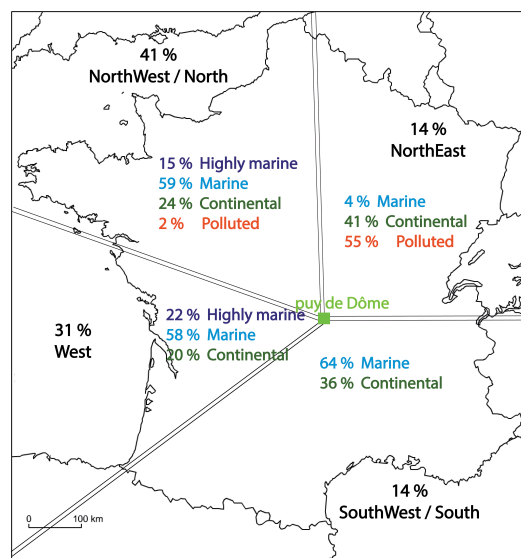 41 %
NorthWest / North
14 %
NorthEast
15 % Highly marine
59 % Marine
24 % Continental
2 % Polluted
4 % Marine
41 % Continental
55 % Polluted
puy de Dôme
31 %
West
22 % Highly marine
58 % Marine
20 % Continental
64 % Marine
36 % Continental
14 %
SouthWest / South
0 100 km